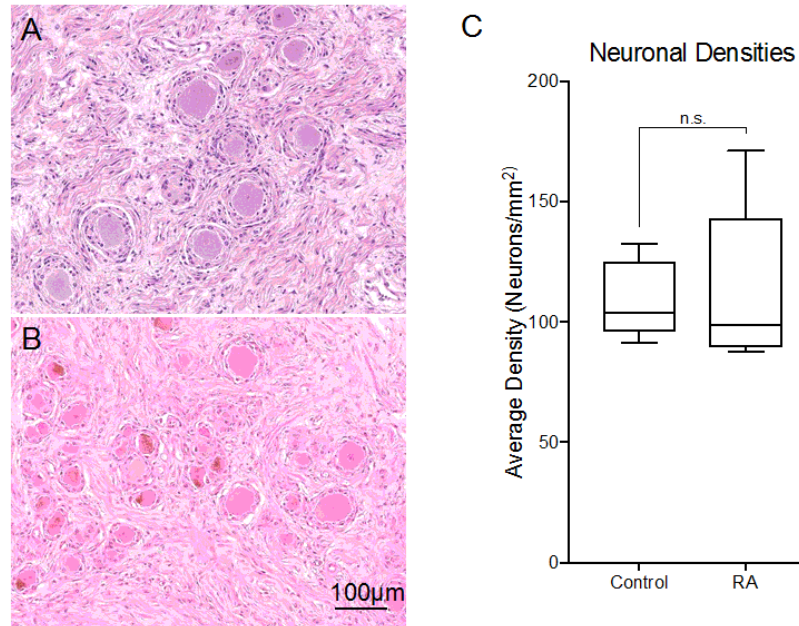 A
B
100µm
C
Neuronal Densities
Average Density (Neurons/mm²)
200
150
100
50
0
n.s.
Control
RA